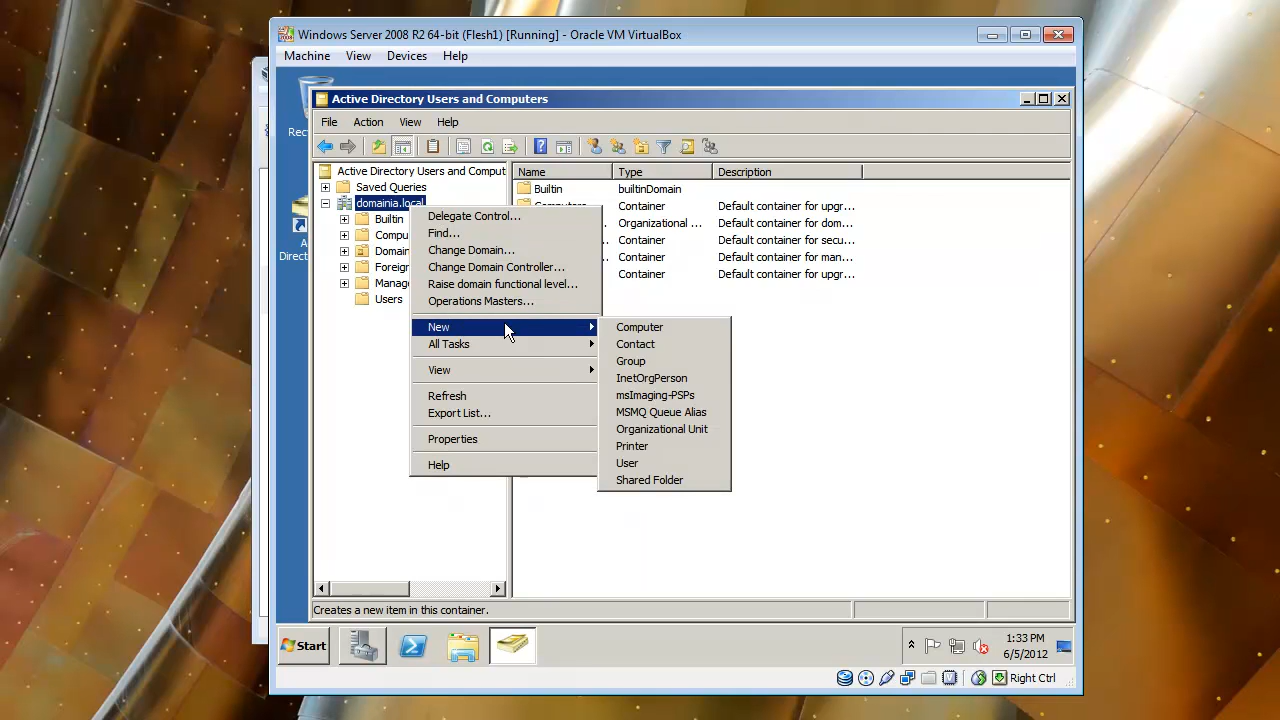 Windows Server 2008 R2 64-bit (Flesh1) [Running] - Oracle VM VirtualBox
Machine View Devices Help
Recy
Active Directory Users and Computers
File Action View Help
Active Directory Users and Comput
Name Type Description
Saved Queries
Builtin builtinDomain
domainia.local
Container Default container for upgr...
Builtin
Organizational ... Default container for dom...
Compu
Container Default container for secu...
Domain
Container Default container for man...
Foreign
Container Default container for upgr...
Manage
Users
A
Direct
Delegate Control...
Find...
Change Domain...
Change Domain Controller...
Raise domain functional level...
Operations Masters...
New
All Tasks
View
Refresh
Export List...
Properties
Help
Computer
Contact
Group
InetOrgPerson
msImaging-PSPs
MSMQ Queue Alias
Organizational Unit
Printer
User
Shared Folder
Creates a new item in this container.
Start
1:33 PM
6/5/2012
Right Ctrl